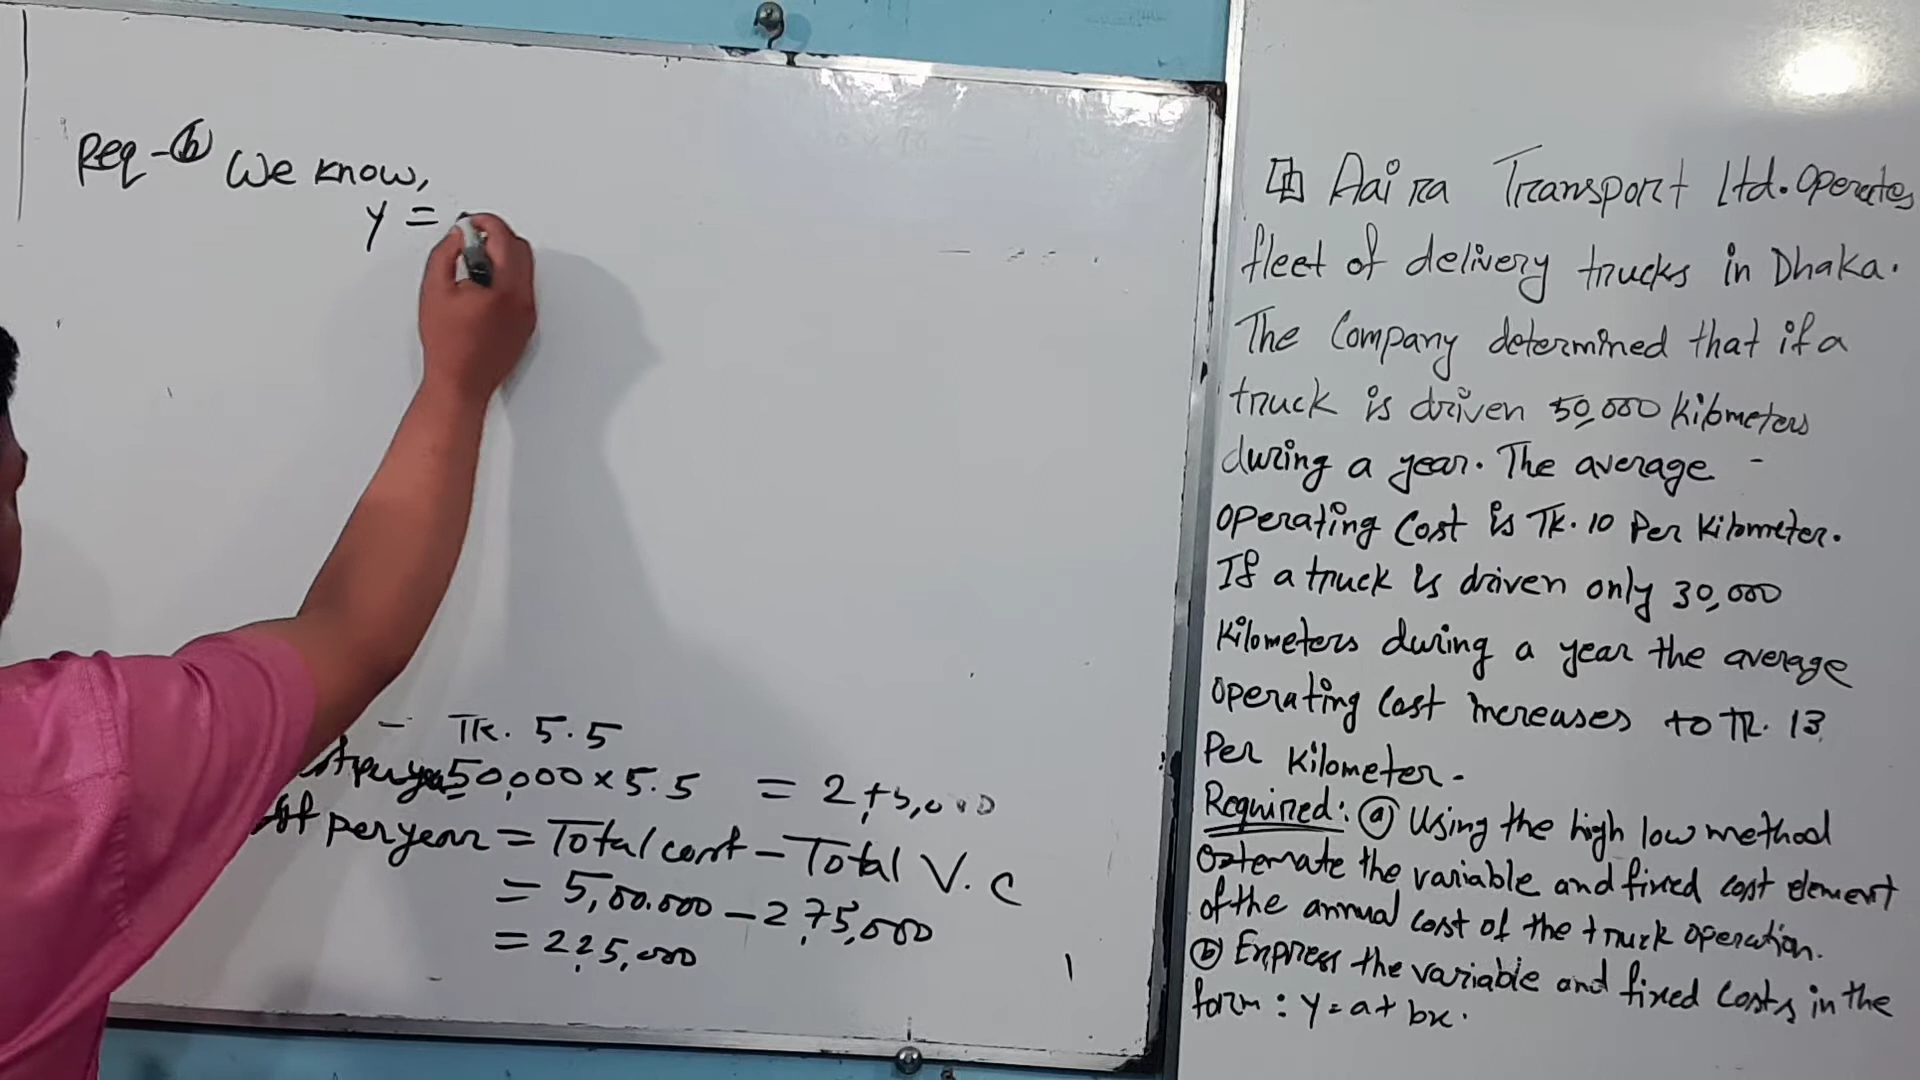 Req-(b) We know,
y =
- Tk. 5.5
50,000 x 5.5 = 2,75,000
per year = Total cost - Total V.C
= 5,00.000 - 2,75,000
= 2,25,000
Aaira Transport Ltd. Operates
fleet of delivery trucks in Dhaka.
The Company determined that if a
truck is driven 50,000 kilometers
during a year. The average -
operating Cost is Tk. 10 Per Kilometer.
If a truck is driven only 30,000
Kilometers during a year the average
operating Cost increases to TK. 13
Per Kilometer.
Required: (a) Using the high low method
the variable and fixed cost element
of the annual cost of the truck operation.
(b) Express the variable and fixed Costs in the
form: y = a + bx.